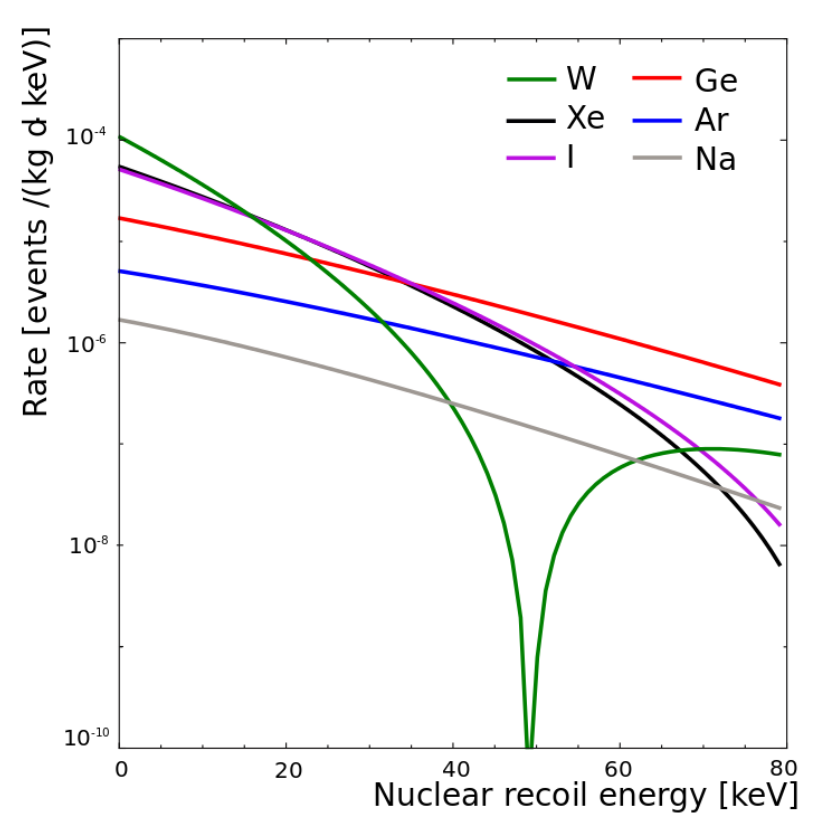 Rate [events /(kg d keV)]
W
Xe
I
Ge
Ar
Na
10⁻⁴
10⁻⁶
10⁻⁸
10⁻¹⁰
0 20 40 60 80
Nuclear recoil energy [keV]